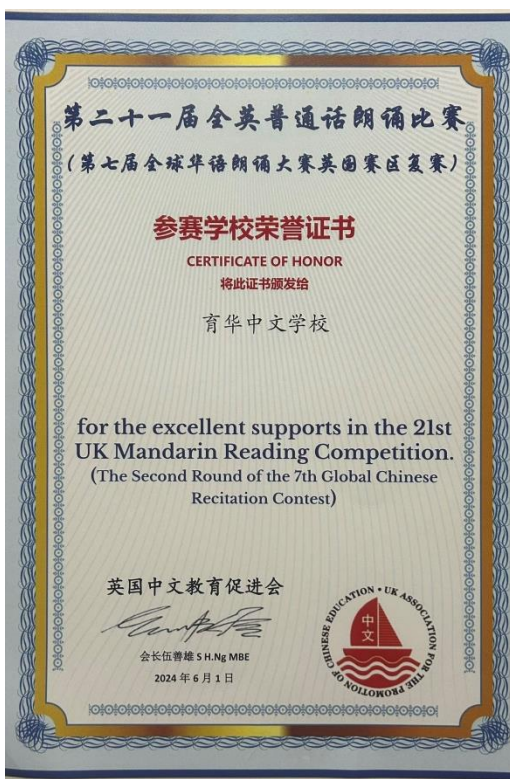 第二十一届全英普通话朗诵比赛
(第七届全球华语朗诵大赛英国赛区复赛)
参赛学校荣誉证书
CERTIFICATE OF HONOR
将此证书颁发给
育华中文学校
for the excellent supports in the 21st
UK Mandarin Reading Competition.
(The Second Round of the 7th Global Chinese
Recitation Contest)
英国中文教育促进会
会长伍善雄 S H.Ng MBE
2024 年 6 月 1 日
UK ASSOCIATION FOR THE PROMOTION OF CHINESE EDUCATION •
中
文